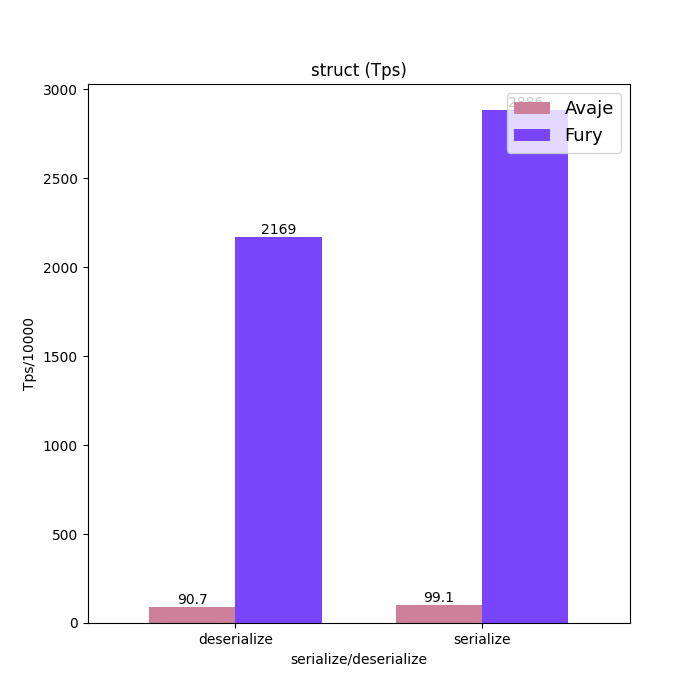 struct (Tps)
3000
2500
2000
1500
1000
500
0
Tps/10000
2886
Avaje
Fury
2169
90.7
99.1
deserialize
serialize
serialize/deserialize